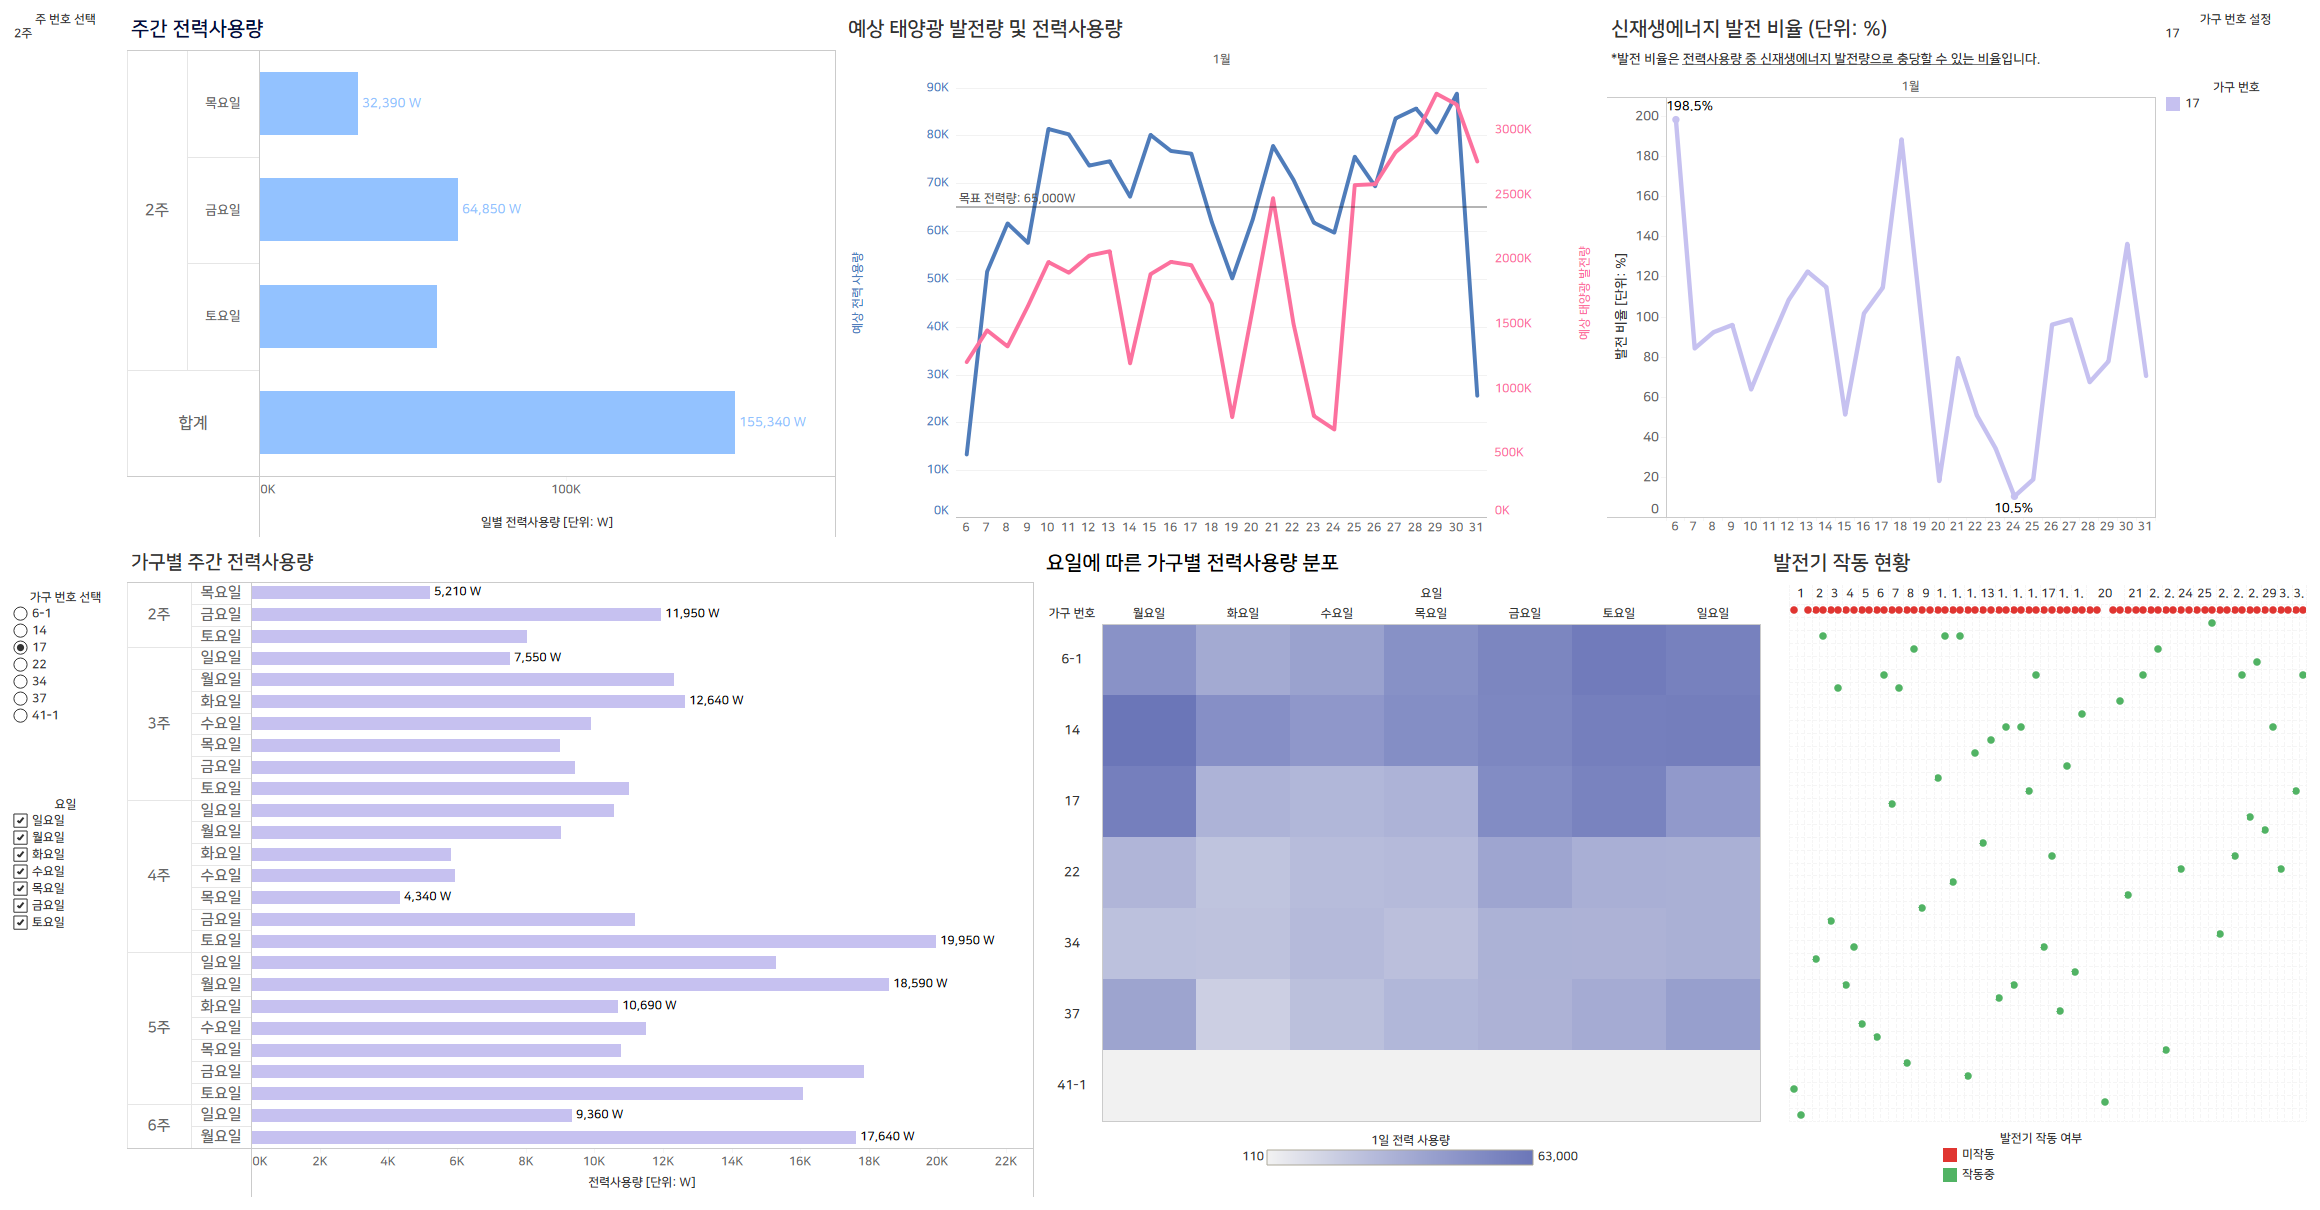 주 번호 선택
2주
주간 전력사용량
2주
목요일
32,390 W
금요일
64,850 W
토요일
합계
155,340 W
0K
100K
일별 전력사용량 [단위: W]
예상 태양광 발전량 및 전력사용량
1월
90K
80K
70K
60K
50K
40K
30K
20K
10K
0K
예상 전력 사용량
목표 전력량: 65,000W
3000K
2500K
2000K
1500K
1000K
500K
0K
예상 태양광 발전량
6 7 8 9 10 11 12 13 14 15 16 17 18 19 20 21 22 23 24 25 26 27 28 29 30 31
신재생에너지 발전 비율 (단위: %)
*발전 비율은 전력사용량 중 신재생에너지 발전량으로 충당할 수 있는 비율입니다.
1월
198.5%
200
180
160
140
120
100
80
60
40
20
0
발전 비율 [단위: %]
10.5%
6 7 8 9 10 11 12 13 14 15 16 17 18 19 20 21 22 23 24 25 26 27 28 29 30 31
가구 번호 설정
17
가구 번호
17
가구 번호 선택
6-1
14
17
22
34
37
41-1
요일
일요일
월요일
화요일
수요일
목요일
금요일
토요일
가구별 주간 전력사용량
2주
목요일 5,210 W
금요일 11,950 W
토요일
3주
일요일 7,550 W
월요일
화요일 12,640 W
수요일
목요일
금요일
토요일
4주
일요일
월요일
화요일
수요일
목요일 4,340 W
금요일
토요일 19,950 W
5주
일요일
월요일 18,590 W
화요일 10,690 W
수요일
목요일
금요일
토요일
6주
일요일 9,360 W
월요일 17,640 W
0K 2K 4K 6K 8K 10K 12K 14K 16K 18K 20K 22K
전력사용량 [단위: W]
요일에 따른 가구별 전력사용량 분포
요일
가구 번호 월요일 화요일 수요일 목요일 금요일 토요일 일요일
6-1
14
17
22
34
37
41-1
1일 전력 사용량
110
63,000
발전기 작동 현황
1 2 3 4 5 6 7 8 9 1. 1. 1. 13 1. 1. 1. 17 1. 1. 20 21 2. 2. 24 25 2. 2. 2. 29 3. 3.
발전기 작동 여부
미작동
작동중